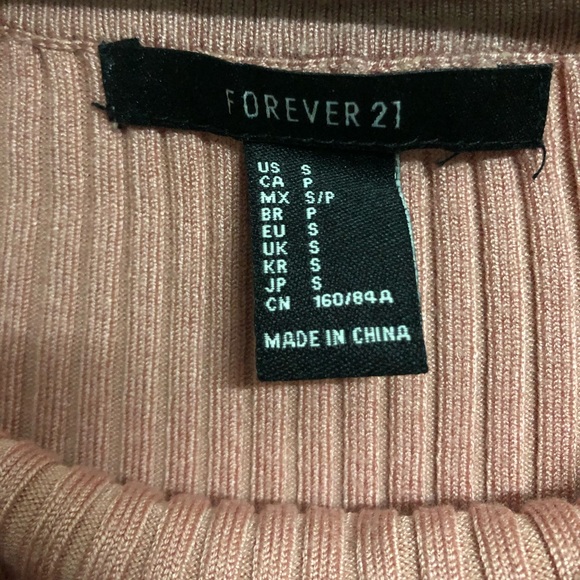 FOREVER 21
US S
CA P
MX S/P
BR P
EU S
UK S
KR S
JP S
CN 160/84A
MADE IN CHINA